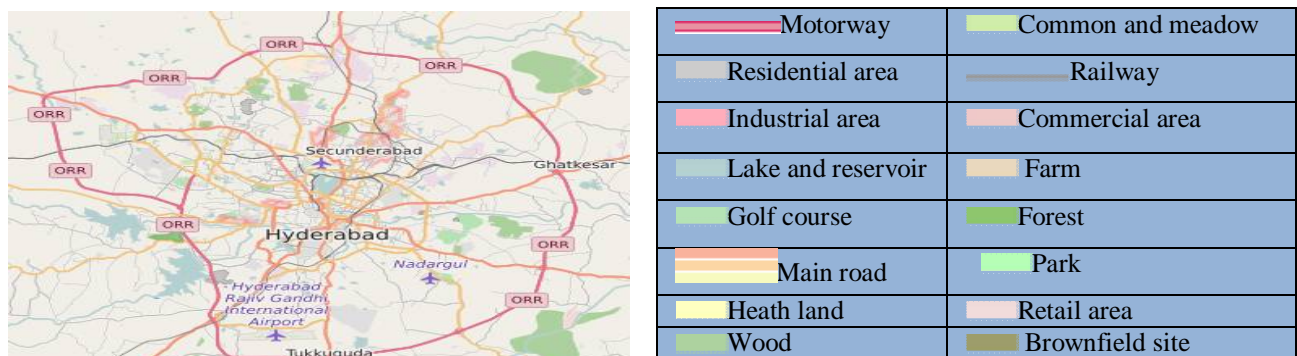 ORR
ORR
ORR
ORR
ORR
ORR
ORR
ORR
ORR
Secunderabad
Ghatkesar
Hyderabad
Nadargul
Hyderabad
Rajiv Gandhi
International
Airport
Tukkuguda
Motorway
Common and meadow
Residential area
Railway
Industrial area
Commercial area
Lake and reservoir
Farm
Golf course
Forest
Main road
Park
Heath land
Retail area
Wood
Brownfield site